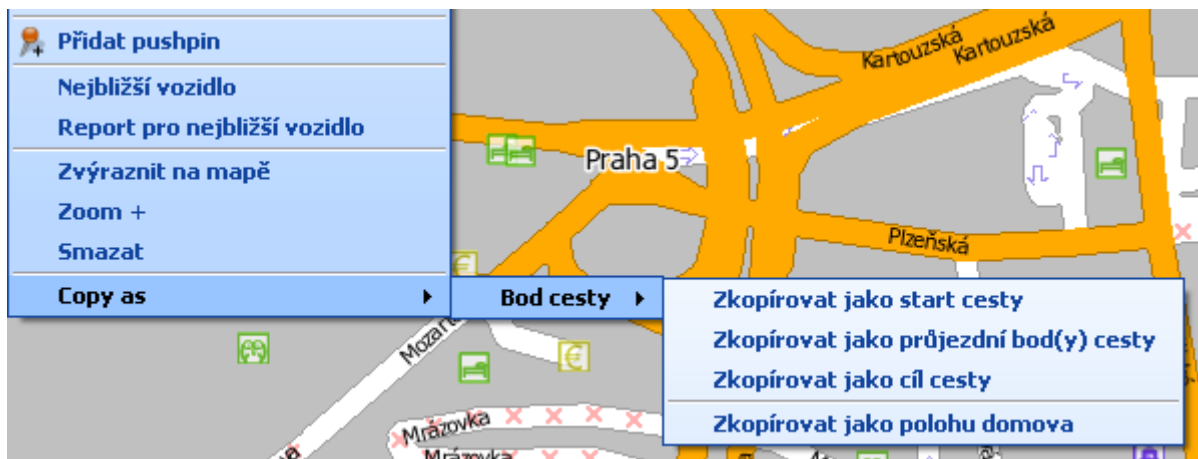 Přidat pushpin
Nejbližší vozidlo
Report pro nejbližší vozidlo
Zvýraznit na mapě
Zoom +
Smazat
Copy as
Bod cesty
Zkopírovat jako start cesty
Zkopírovat jako průjezdní bod(y) cesty
Zkopírovat jako cíl cesty
Zkopírovat jako polohu domova
Kartouzská
Kartouzská
Praha 5
Plzeňská
Mrázovka